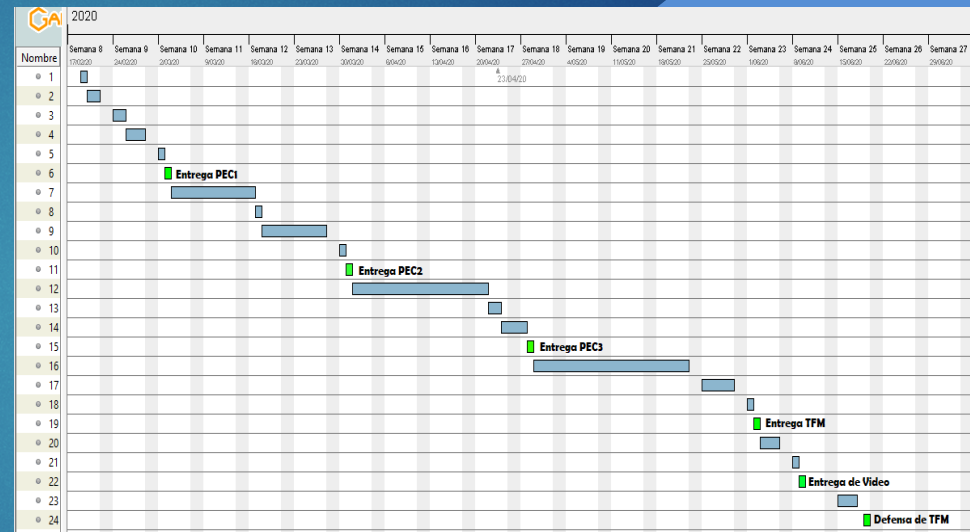 GA 2020
Semana 8 Semana 9 Semana 10 Semana 11 Semana 12 Semana 13 Semana 14 Semana 15 Semana 16 Semana 17 Semana 18 Semana 19 Semana 20 Semana 21 Semana 22 Semana 23 Semana 24 Semana 25 Semana 26 Semana 27
Nombre 17/02/20 24/02/20 2/03/20 9/03/20 16/03/20 23/03/20 30/03/20 6/04/20 13/04/20 20/04/20 27/04/20 4/05/20 11/05/20 18/05/20 25/05/20 1/06/20 8/06/20 15/06/20 22/06/20 29/06/20
1 23/04/20
2
3
4
5
6 Entrega PEC1
7
8
9
10
11 Entrega PEC2
12
13
14
15 Entrega PEC3
16
17
18
19 Entrega TFM
20
21
22 Entrega de Video
23
24 Defensa de TFM